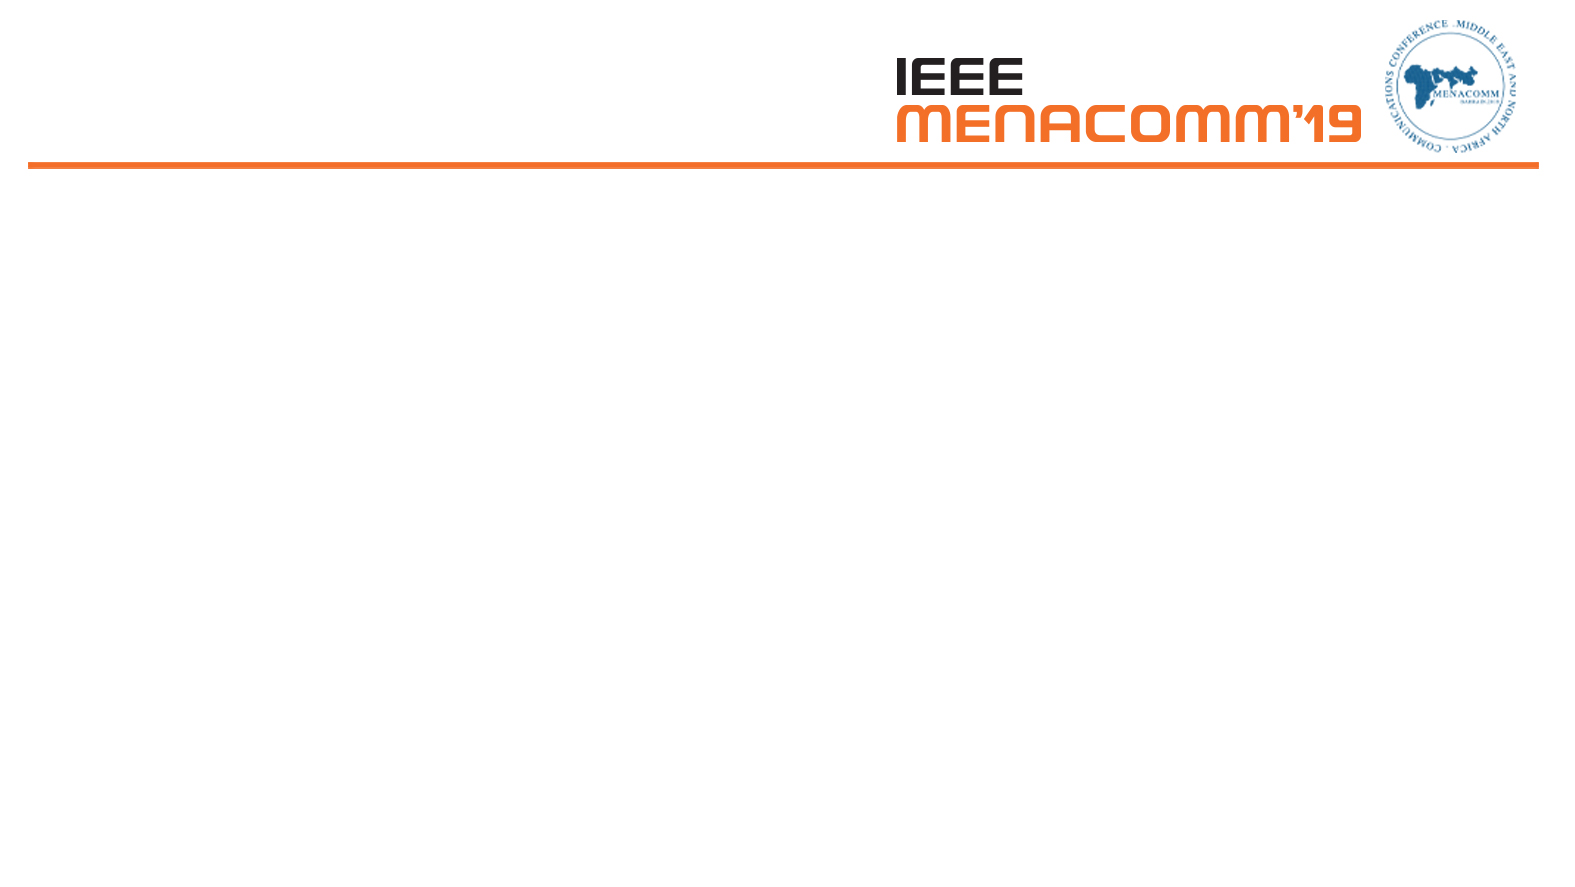 IEEE
MENACOMM'19
COMMUNICATIONS CONFERENCE . MIDDLE EAST AND NORTH AFRICA .
MENACOMM